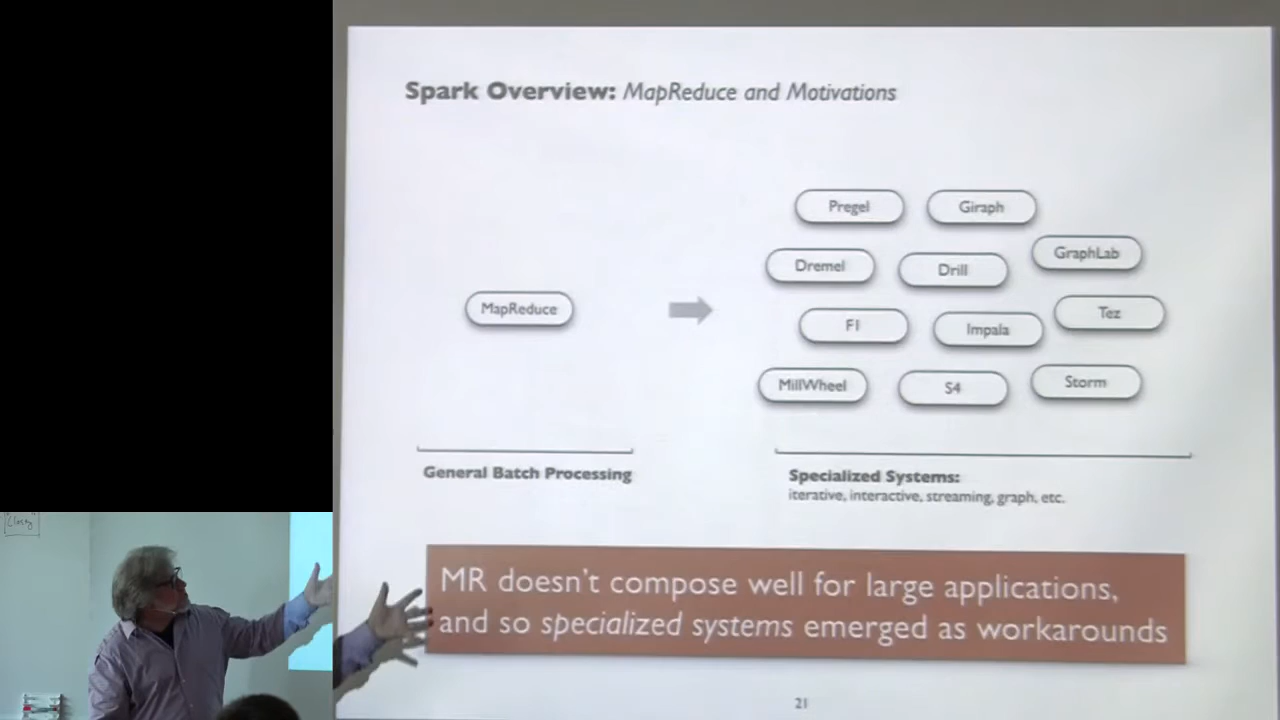 Spark Overview: MapReduce and Motivations
Pregel
Giraph
GraphLab
Dremel
Drill
MapReduce
Tez
F1
Impala
MillWheel
S4
Storm
General Batch Processing
Specialized Systems:
iterative, interactive, streaming, graph, etc.
MR doesn't compose well for large applications,
and so specialized systems emerged as workarounds
21